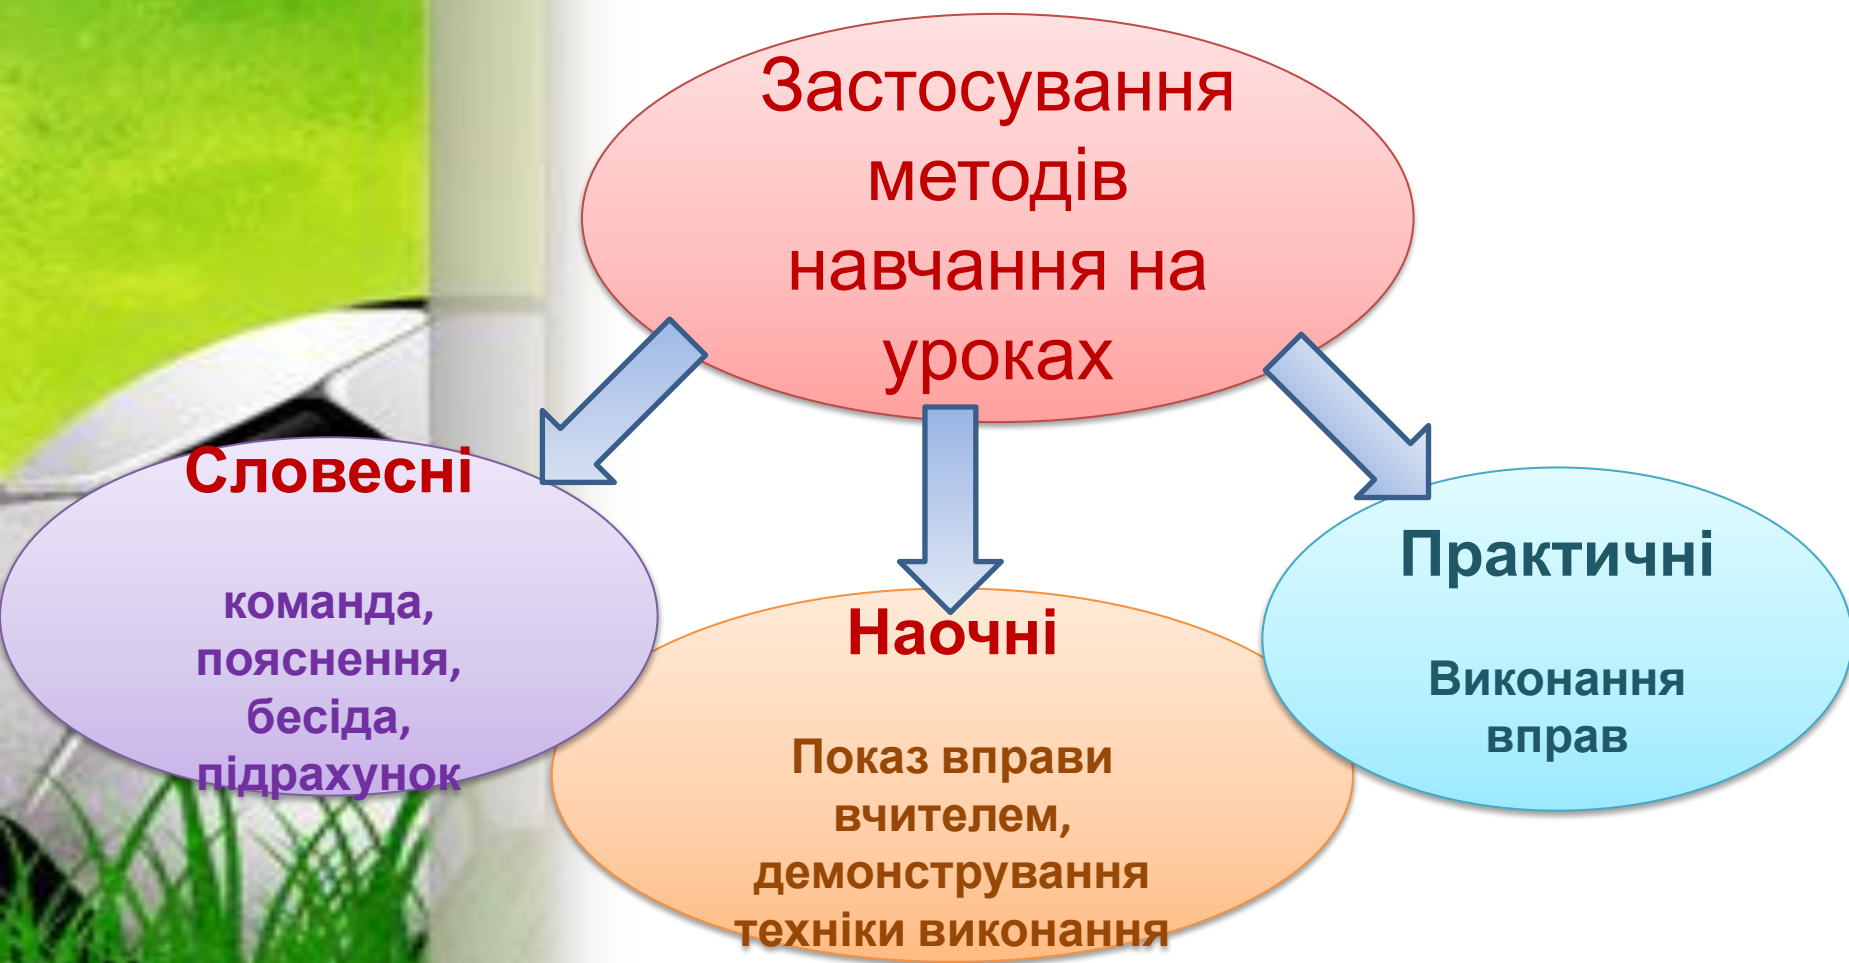 Застосування
методів
навчання на
уроках
Словесні
команда,
пояснення,
бесіда,
підрахунок
Наочні
Показ вправи
вчителем,
демонстрування
техніки виконання
Практичні
Виконання
вправ